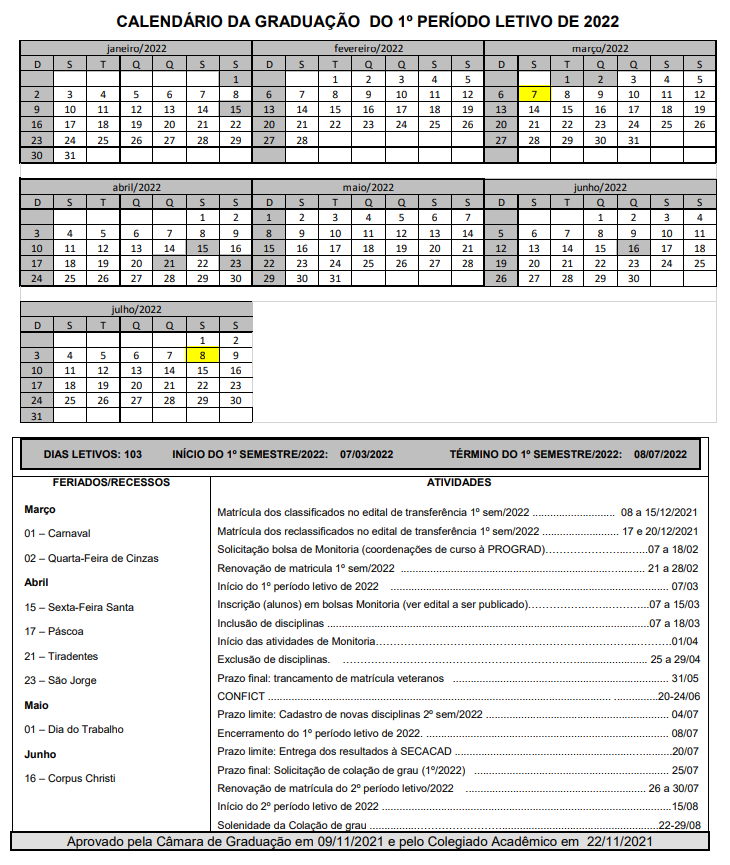 CALENDÁRIO DA GRADUAÇÃO DO 1º PERÍODO LETIVO DE 2022
janeiro/2022
D S T Q Q S S
1
2 3 4 5 6 7 8
9 10 11 12 13 14 15
16 17 18 19 20 21 22
23 24 25 26 27 28 29
30 31
fevereiro/2022
D S T Q Q S S
1 2 3 4 5
6 7 8 9 10 11 12
13 14 15 16 17 18 19
20 21 22 23 24 25 26
27 28
março/2022
D S T Q Q S S
1 2 3 4 5
6 7 8 9 10 11 12
13 14 15 16 17 18 19
20 21 22 23 24 25 26
27 28 29 30 31
abril/2022
D S T Q Q S S
1 2
3 4 5 6 7 8 9
10 11 12 13 14 15 16
17 18 19 20 21 22 23
24 25 26 27 28 29 30
maio/2022
D S T Q Q S S
1 2 3 4 5 6 7
8 9 10 11 12 13 14
15 16 17 18 19 20 21
22 23 24 25 26 27 28
29 30 31
junho/2022
D S T Q Q S S
1 2 3 4
5 6 7 8 9 10 11
12 13 14 15 16 17 18
19 20 21 22 23 24 25
26 27 28 29 30
julho/2022
D S T Q Q S S
1 2
3 4 5 6 7 8 9
10 11 12 13 14 15 16
17 18 19 20 21 22 23
24 25 26 27 28 29 30
31
DIAS LETIVOS: 103 INÍCIO DO 1º SEMESTRE/2022: 07/03/2022 TÉRMINO DO 1º SEMESTRE/2022: 08/07/2022
FERIADOS/RECESSOS
Março
01 – Carnaval
02 – Quarta-Feira de Cinzas
Abril
15 – Sexta-Feira Santa
17 – Páscoa
21 – Tiradentes
23 – São Jorge
Maio
01 – Dia do Trabalho
Junho
16 – Corpus Christi
ATIVIDADES
Matrícula dos classificados no edital de transferência 1º sem/2022 ............................ 08 a 15/12/2021
Matrícula dos reclassificados no edital de transferência 1º sem/2022 .......................... 17 e 20/12/2021
Solicitação bolsa de Monitoria (coordenações de curso à PROGRAD)............................07 a 18/02
Renovação de matricula 1º sem/2022 ............................ 21 a 28/02
Início do 1º período letivo de 2022 ............................ 07/03
Inscrição (alunos) em bolsas Monitoria (ver edital a ser publicado)............................07 a 15/03
Inclusão de disciplinas ............................07 a 18/03
Início das atividades de Monitoria............................01/04
Exclusão de disciplinas. ............................ 25 a 29/04
Prazo final: trancamento de matrícula veteranos ............................ 31/05
CONFICT ............................20-24/06
Prazo limite: Cadastro de novas disciplinas 2º sem/2022 ............................ 04/07
Encerramento do 1º período letivo de 2022. ............................ 08/07
Prazo limite: Entrega dos resultados à SECACAD ............................20/07
Prazo final: Solicitação de colação de grau (1º/2022) ............................ 25/07
Renovação de matrícula do 2º período letivo/2022 ............................ 26 a 30/07
Início do 2º período letivo de 2022 ............................15/08
Solenidade da Colação de grau ............................22-29/08
Aprovado pela Câmara de Graduação em 09/11/2021 e pelo Colegiado Acadêmico em 22/11/2021